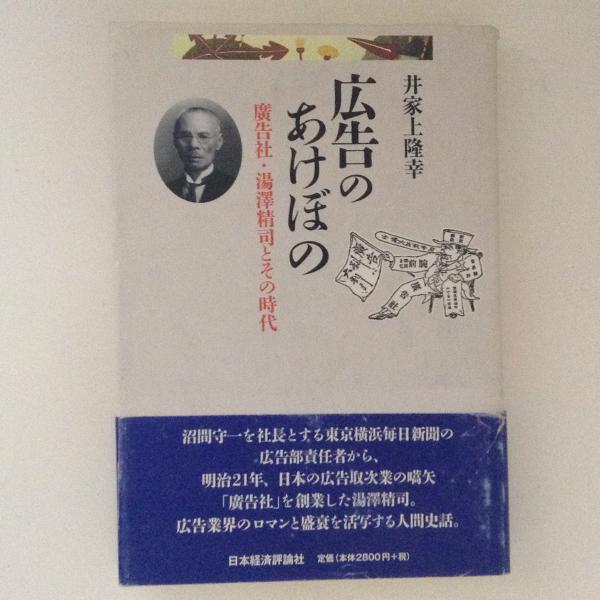 井家上隆幸
広告の
あけぼの
廣告社・湯澤精司とその時代
廣告社
沼間守一を社長とする東京横浜毎日新聞の
広告部責任者から、
明治21年、日本の広告取次業の嚆矢
「廣告社」を創業した湯澤精司。
広告業界のロマンと盛衰を活写する人間史話。
日本経済評論社 定価(本体2800円+税)